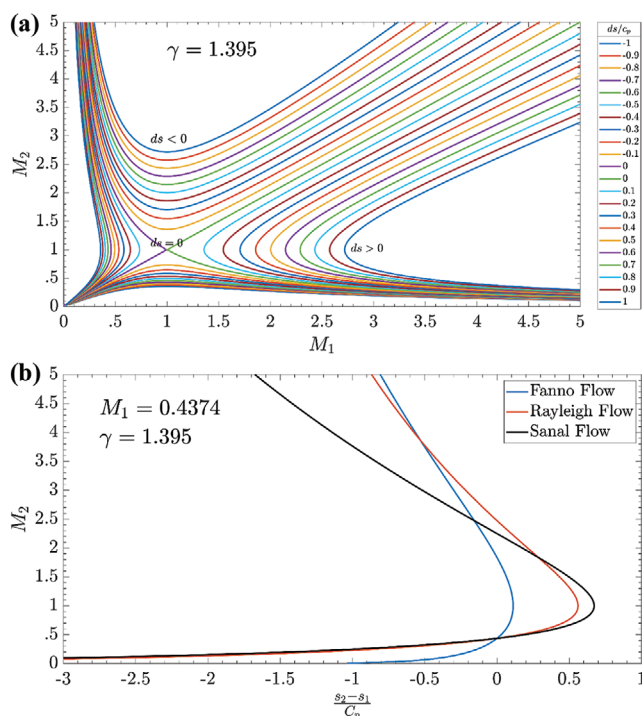 (a)
γ = 1.395
ds < 0
ds = 0
ds > 0
M₂
5
4.5
4
3.5
3
2.5
2
1.5
1
.5
0
0 .5 1 1.5 2 2.5 3 3.5 4 4.5 5
M₁
ds/cₚ
-1
-0.9
-0.8
-0.7
-0.6
-0.5
-0.4
-0.3
-0.2
-0.1
0
0
0.1
0.2
0.3
0.4
0.5
0.6
0.7
0.8
0.9
1
(b)
M₁ = 0.4374
γ = 1.395
Fanno Flow
Rayleigh Flow
Sanal Flow
M₂
5
4.5
4
3.5
3
2.5
2
1.5
1
.5
0
-3 -2.5 -2 -1.5 -1 -0.5 0 0.5 1
s₂−s₁
Cₚ